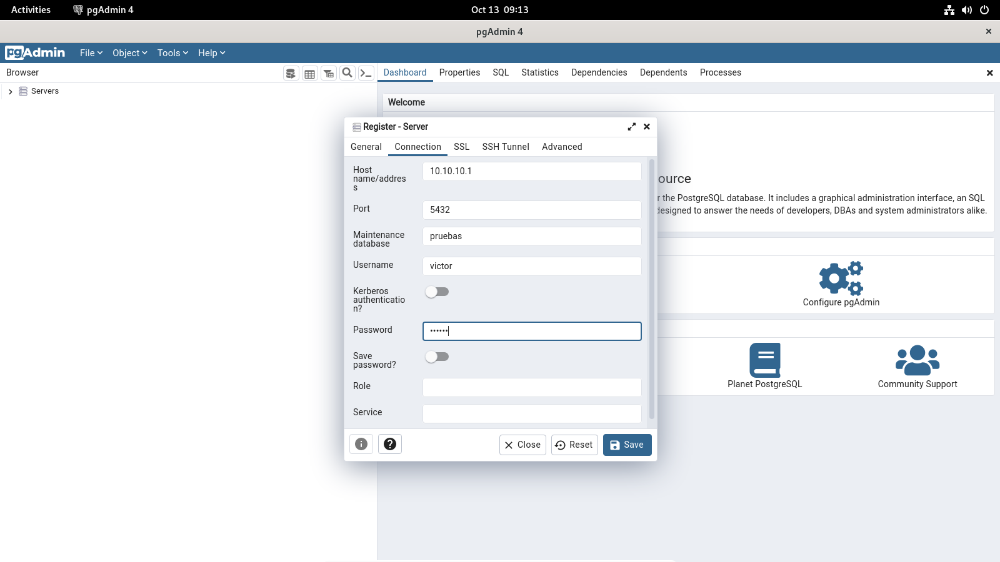 Activities
pgAdmin 4
Oct 13 09:13
pgAdmin 4
pgAdmin
File
Object
Tools
Help
Browser
Dashboard
Properties
SQL
Statistics
Dependencies
Dependents
Processes
Servers
Welcome
Register - Server
General
Connection
SSL
SSH Tunnel
Advanced
Host
name/addres
s
10.10.10.1
ource
r the PostgreSQL database. It includes a graphical administration interface, an SQL
designed to answer the needs of developers, DBAs and system administrators alike.
Port
5432
Maintenance
database
pruebas
Username
victor
Kerberos
authenticatio
n?
Configure pgAdmin
Password
••••••
Save
password?
Role
Service
Planet PostgreSQL
Community Support
Close
Reset
Save